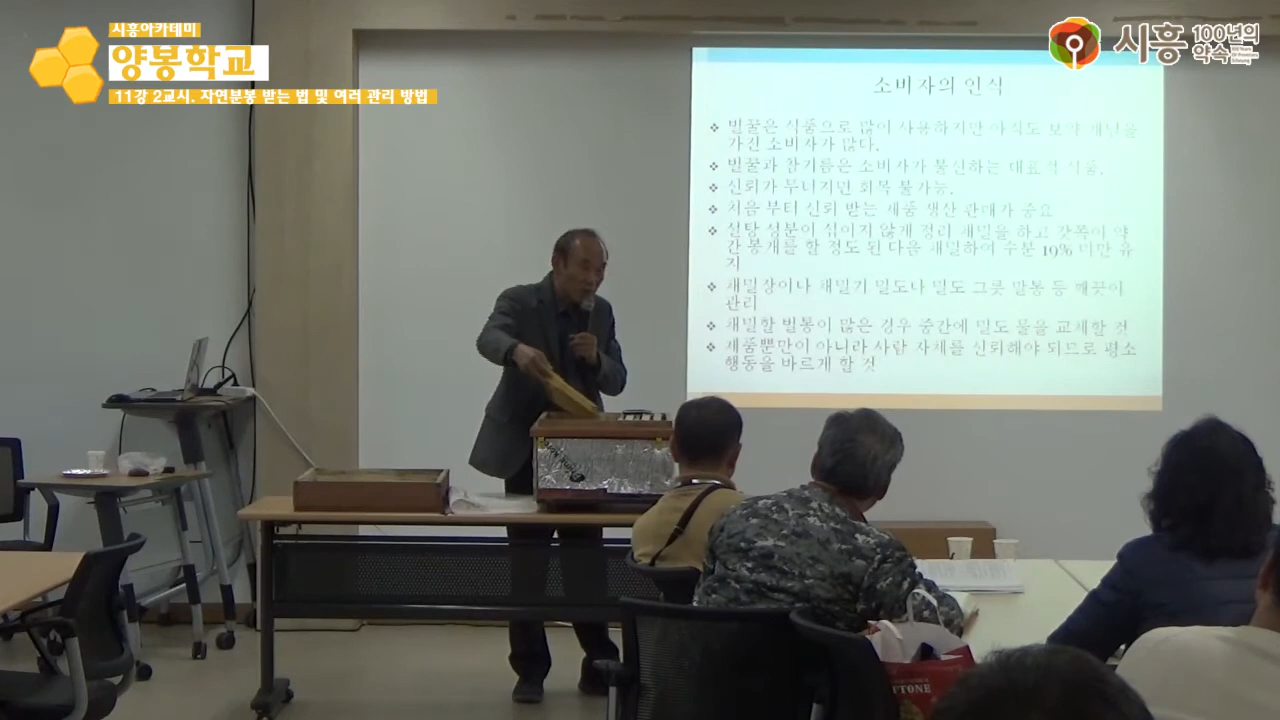 시흥아카데미
양봉학교
11강 2교시. 자연분봉 받는 법 및 여러 관리 방법
시흥 100년의 약속
소비자의 인식
❖ 벌꿀은 식품으로 많이 사용하지만 아직도 보약 개념을
가진 소비자가 많다.
❖ 벌꿀과 참기름은 소비자가 불신하는 대표적 식품.
❖ 신뢰가 무너지면 회복 불가능.
❖ 처음 부터 신뢰 받는 제품 생산 판매가 중요
❖ 설탕 성분이 섞이지 않게 정리 채밀을 하고 갓쪽이 약
간 봉개를 할 정도 된 다음 채밀하여 수분 19% 미만 유
지
❖ 채밀장이나 채밀기 밀도나 밀도 그릇 말통 등 깨끗이
관리
❖ 채밀할 벌통이 많은 경우 중간에 밀도 물을 교체할 것
❖ 제품뿐만이 아니라 사람 자체를 신뢰해야 되므로 평소
행동을 바르게 할 것